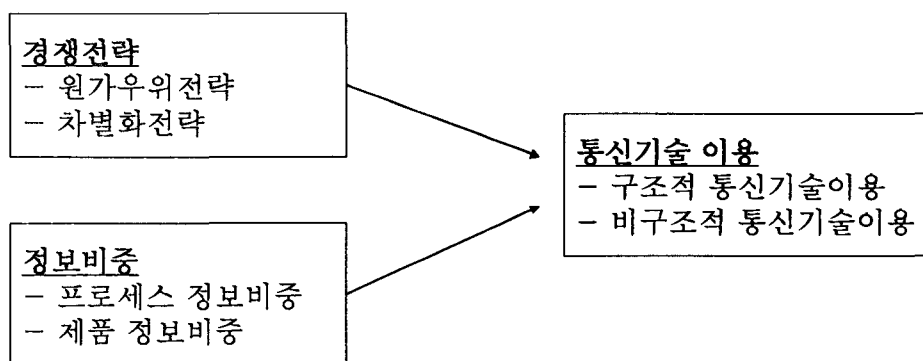 경쟁전략
– 원가우위전략
– 차별화전략
통신기술 이용
– 구조적 통신기술이용
– 비구조적 통신기술이용
정보비중
– 프로세스 정보비중
– 제품 정보비중